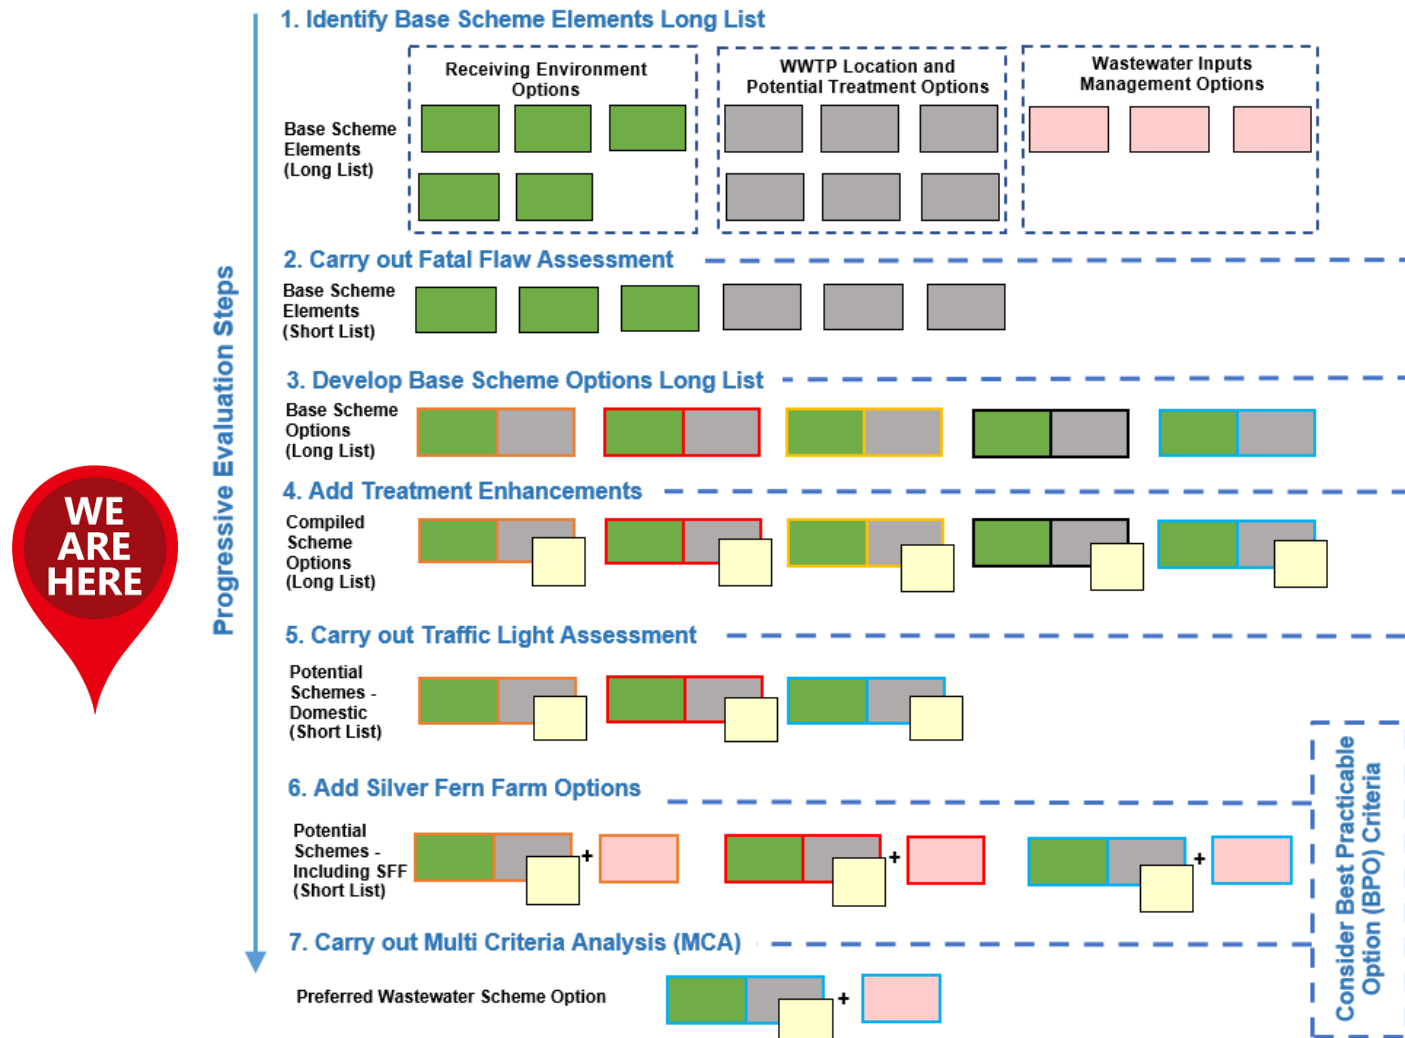 1. Identify Base Scheme Elements Long List
Receiving Environment
Options
WWTP Location and
Potential Treatment Options
Wastewater Inputs
Management Options
Base Scheme
Elements
(Long List)
2. Carry out Fatal Flaw Assessment
Base Scheme
Elements
(Short List)
3. Develop Base Scheme Options Long List
Base Scheme
Options
(Long List)
4. Add Treatment Enhancements
Compiled
Scheme
Options
(Long List)
5. Carry out Traffic Light Assessment
Potential
Schemes -
Domestic
(Short List)
6. Add Silver Fern Farm Options
Potential
Schemes -
Including SFF
(Short List)
+
+
+
7. Carry out Multi Criteria Analysis (MCA)
Preferred Wastewater Scheme Option
+
Progressive Evaluation Steps
WE
ARE
HERE
Consider Best Practicable
Option (BPO) Criteria